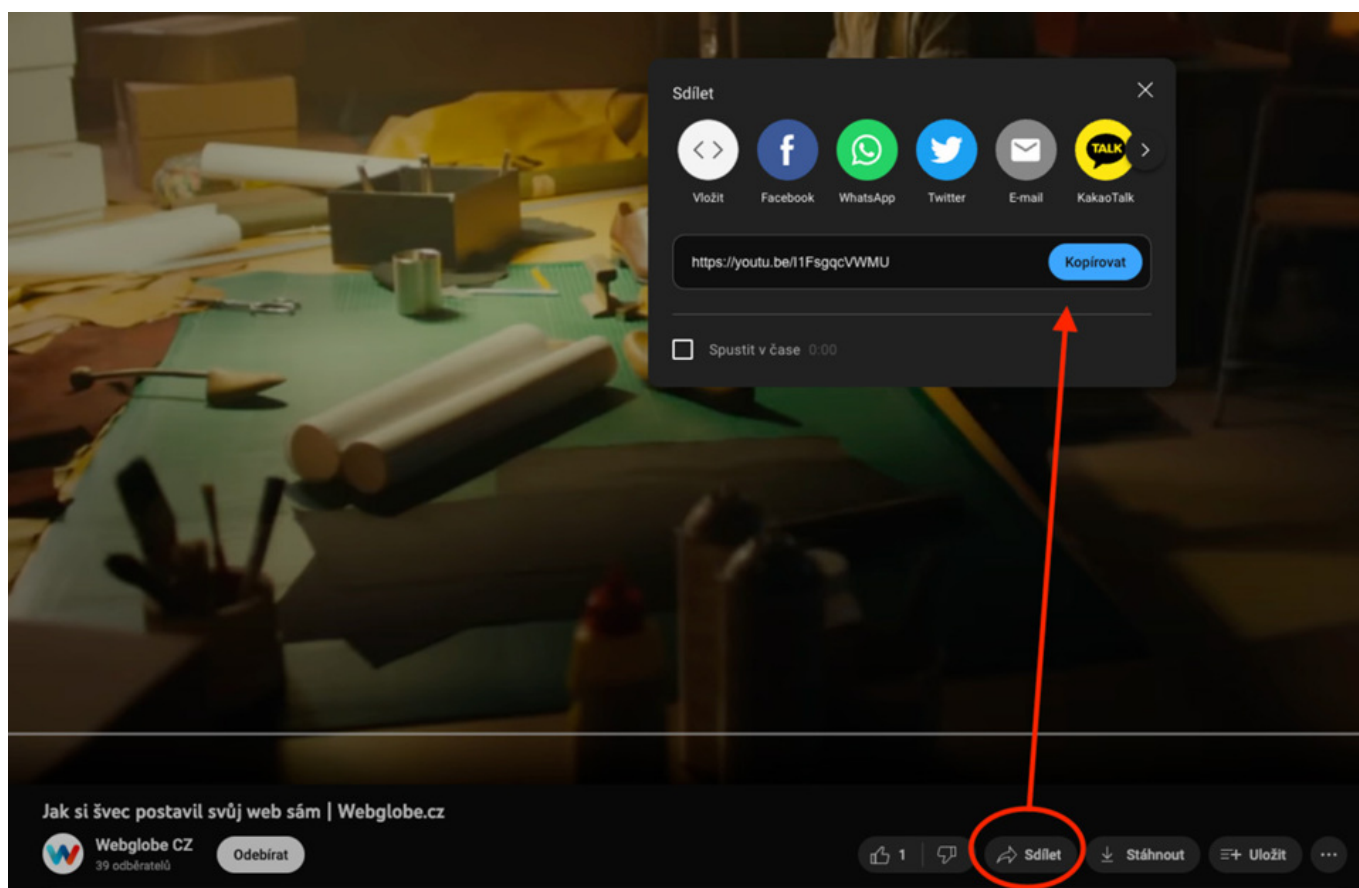 Sdílet
TALK
Vložit Facebook WhatsApp Twitter E-mail KakaoTalk
https://youtu.be/I1FsgqcVWMU Kopírovat
Spustit v čase 0:00
Jak si švec postavil svůj web sám | Webglobe.cz
Webglobe CZ
39 odběratelů
Odebírat
1 Sdílet Stáhnout Uložit